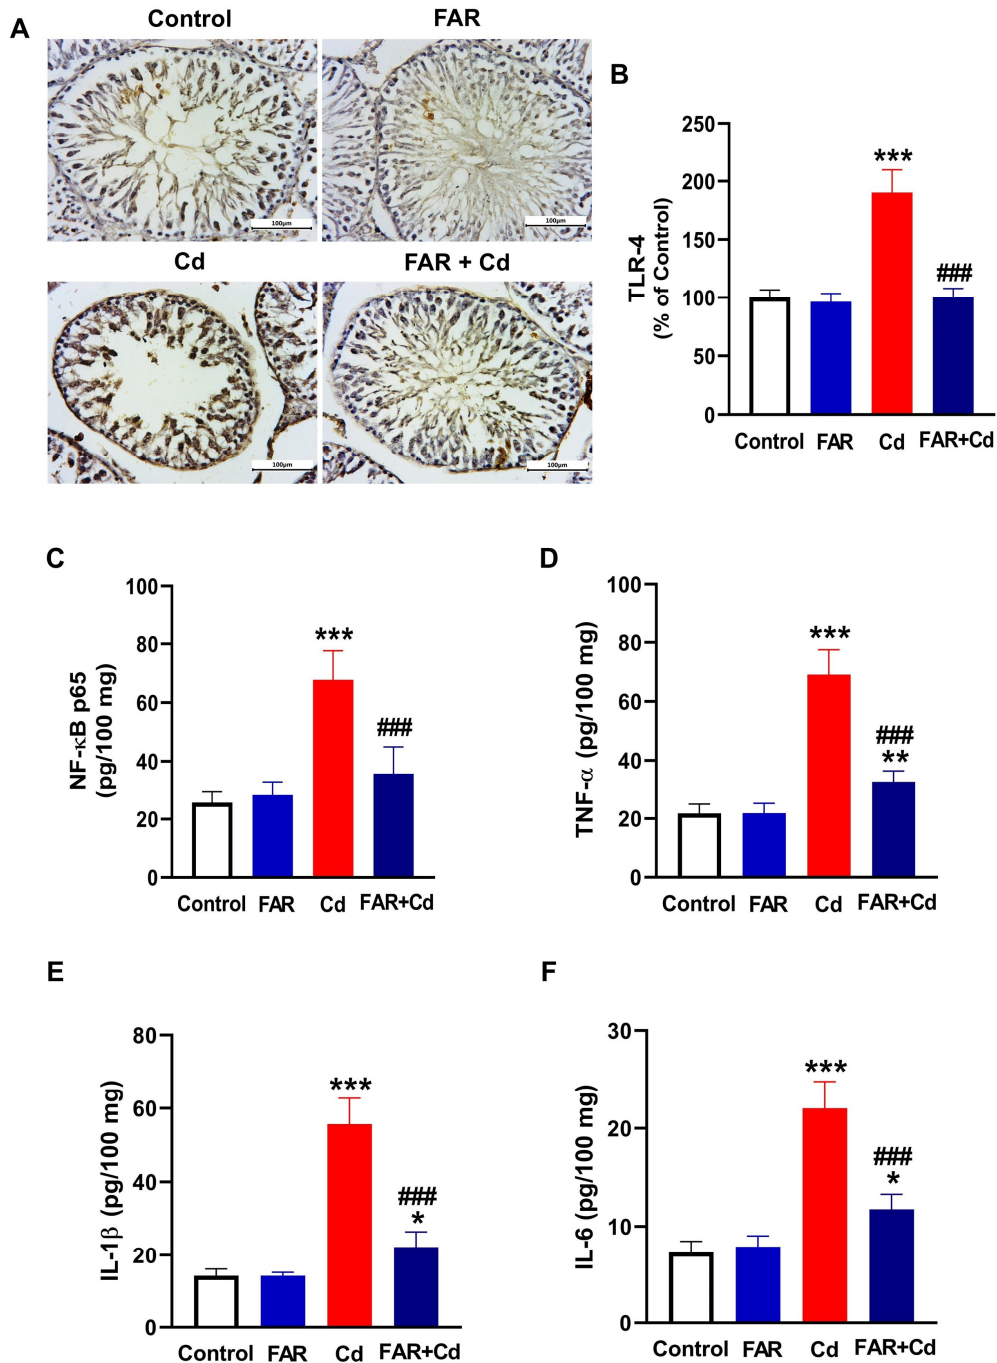 A
Control
FAR
100µm
100µm
Cd
FAR + Cd
100µm
100µm
B
TLR-4
(% of Control)
250
200
150
100
50
0
***
###
Control FAR Cd FAR+Cd
C
NF-κB p65
(pg/100 mg)
100
80
60
40
20
0
***
###
Control FAR Cd FAR+Cd
D
TNF-α (pg/100 mg)
100
80
60
40
20
0
***
###
**
Control FAR Cd FAR+Cd
E
IL-1β (pg/100 mg)
80
60
40
20
0
***
###
*
Control FAR Cd FAR+Cd
F
IL-6 (pg/100 mg)
30
20
10
0
***
###
*
Control FAR Cd FAR+Cd